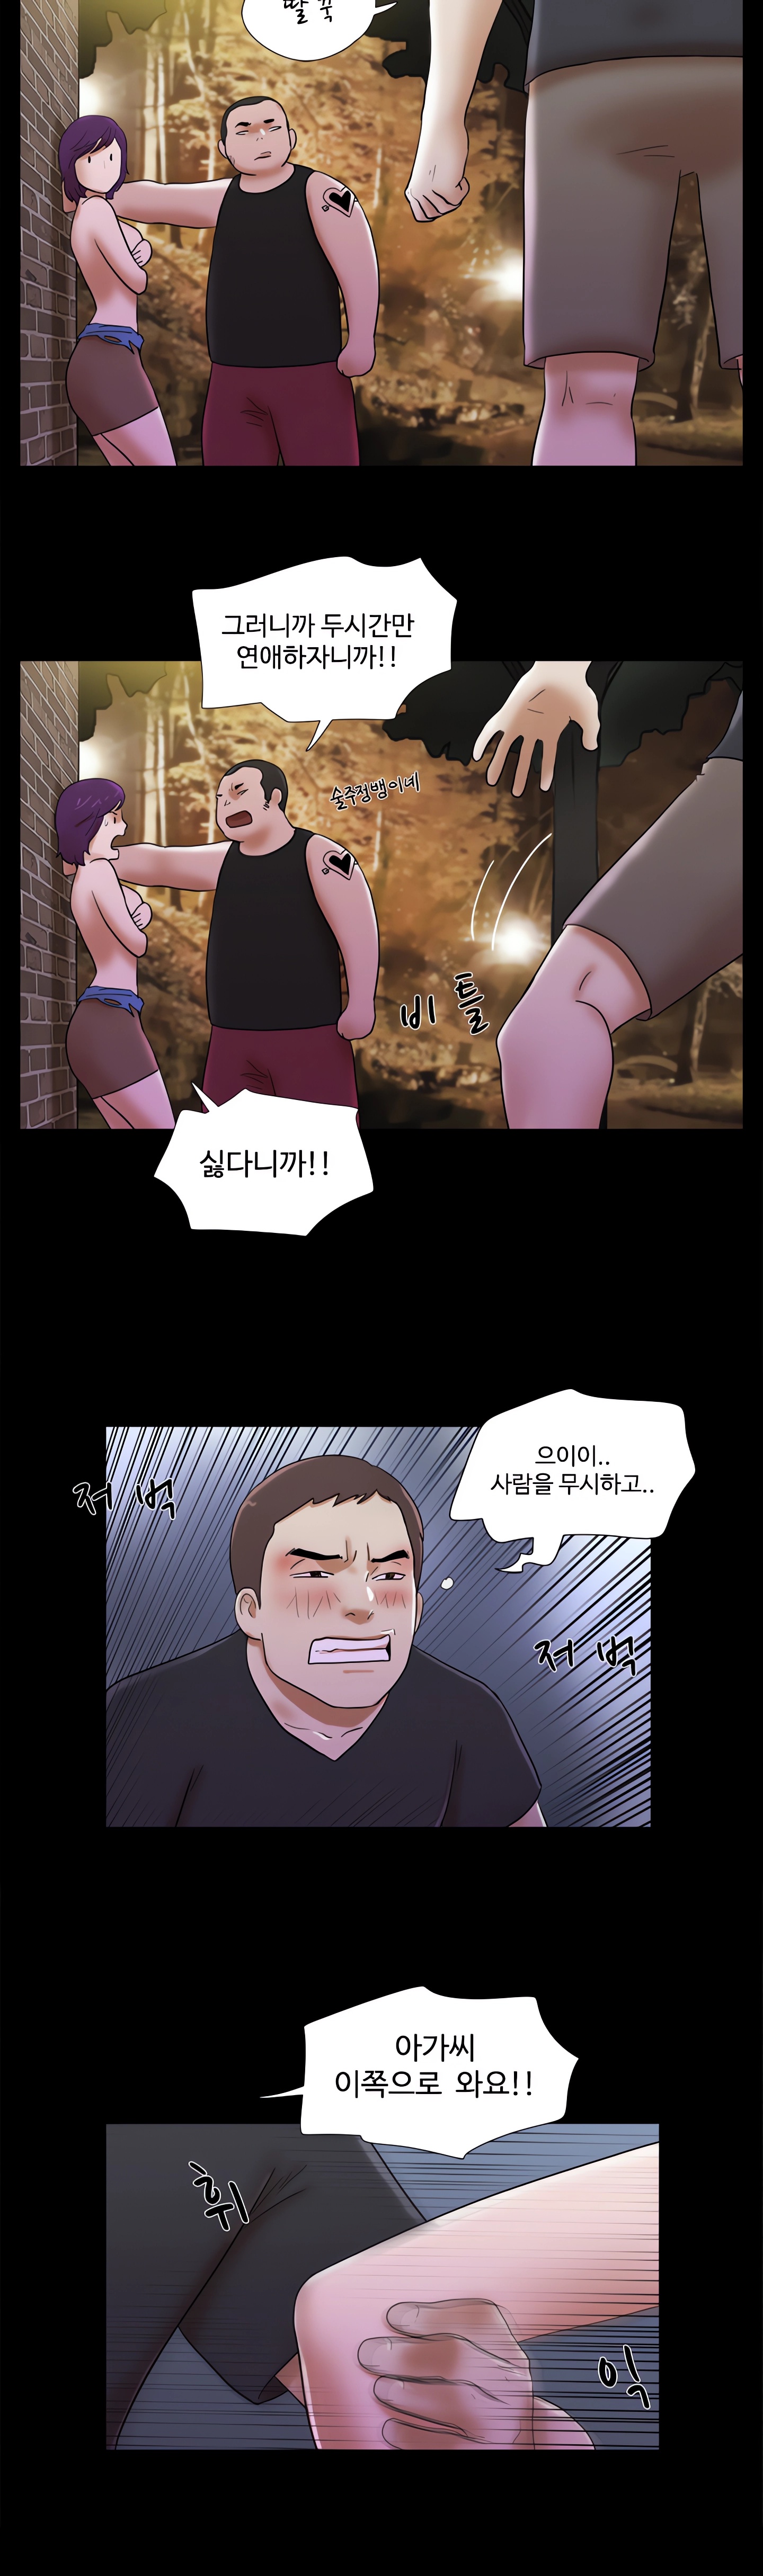 딸꾹
그러니까 두시간만
연애하자니까!!
술주정뱅이네
비틀
싫다니까!!
으이이..
사람을 무시하고..
저벅
저벅
아가씨
이쪽으로 와요!!
휘
익